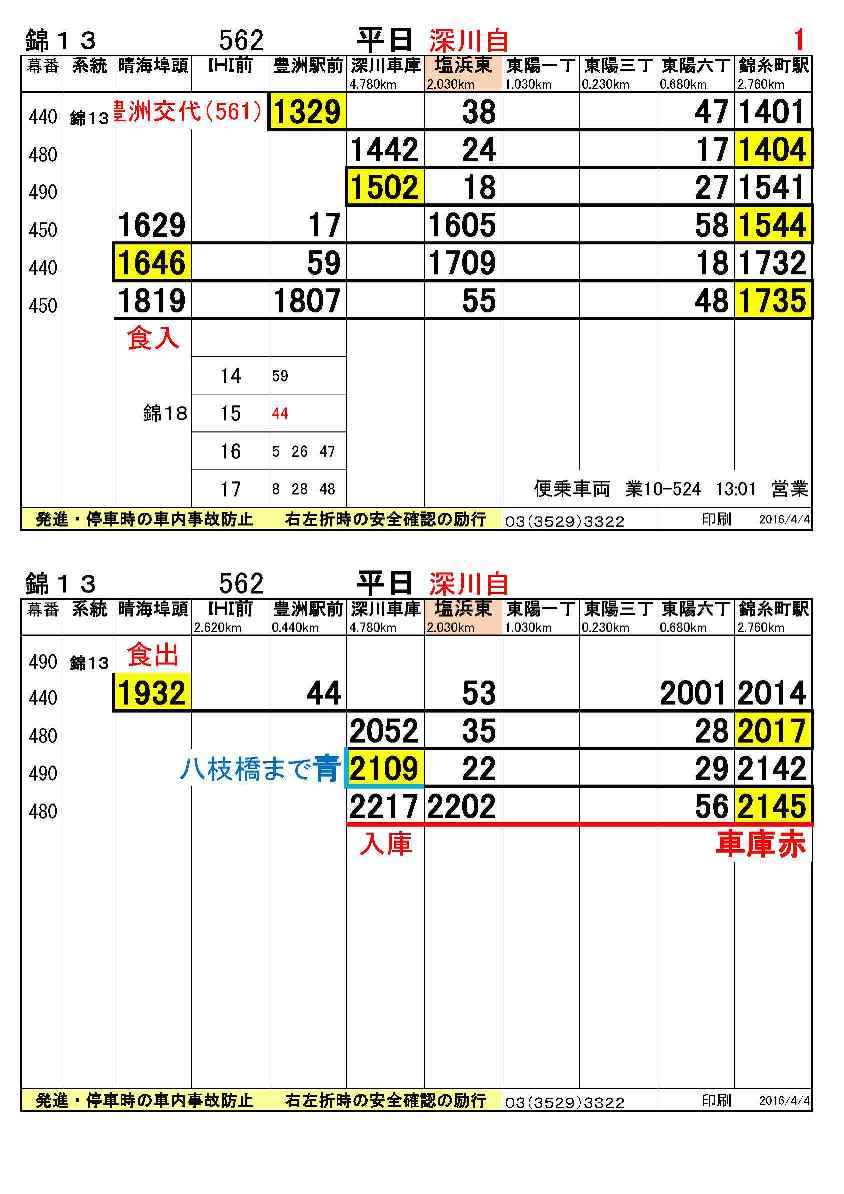 錦１３ 562 平日 深川自 1
幕番 系統 晴海埠頭 IHI前 豊洲駅前 深川車庫 塩浜東 東陽一丁 東陽三丁 東陽六丁 錦糸町駅
4.780km 2.030km 1.030km 0.230km 0.680km 2.760km
440 錦13 豊洲交代(561) 1329 38 47 1401
480 1442 24 17 1404
490 1502 18 27 1541
450 1629 17 1605 58 1544
440 1646 59 1709 18 1732
450 1819 1807 55 48 1735
食入
14 59
錦18 15 44
16 5 26 47
17 8 28 48 便乗車両 業10-524 13:01 営業
発進・停車時の車内事故防止 右左折時の安全確認の励行 03(3529)3322 印刷 2016/4/4
錦１３ 562 平日 深川自
幕番 系統 晴海埠頭 IHI前 豊洲駅前 深川車庫 塩浜東 東陽一丁 東陽三丁 東陽六丁 錦糸町駅
2.620km 0.440km 4.780km 2.030km 1.030km 0.230km 0.680km 2.760km
490 錦13 食出
440 1932 44 53 2001 2014
480 2052 35 28 2017
490 八枝橋まで青 2109 22 29 2142
480 2217 2202 56 2145
入庫 車庫赤
発進・停車時の車内事故防止 右左折時の安全確認の励行 03(3529)3322 印刷 2016/4/4